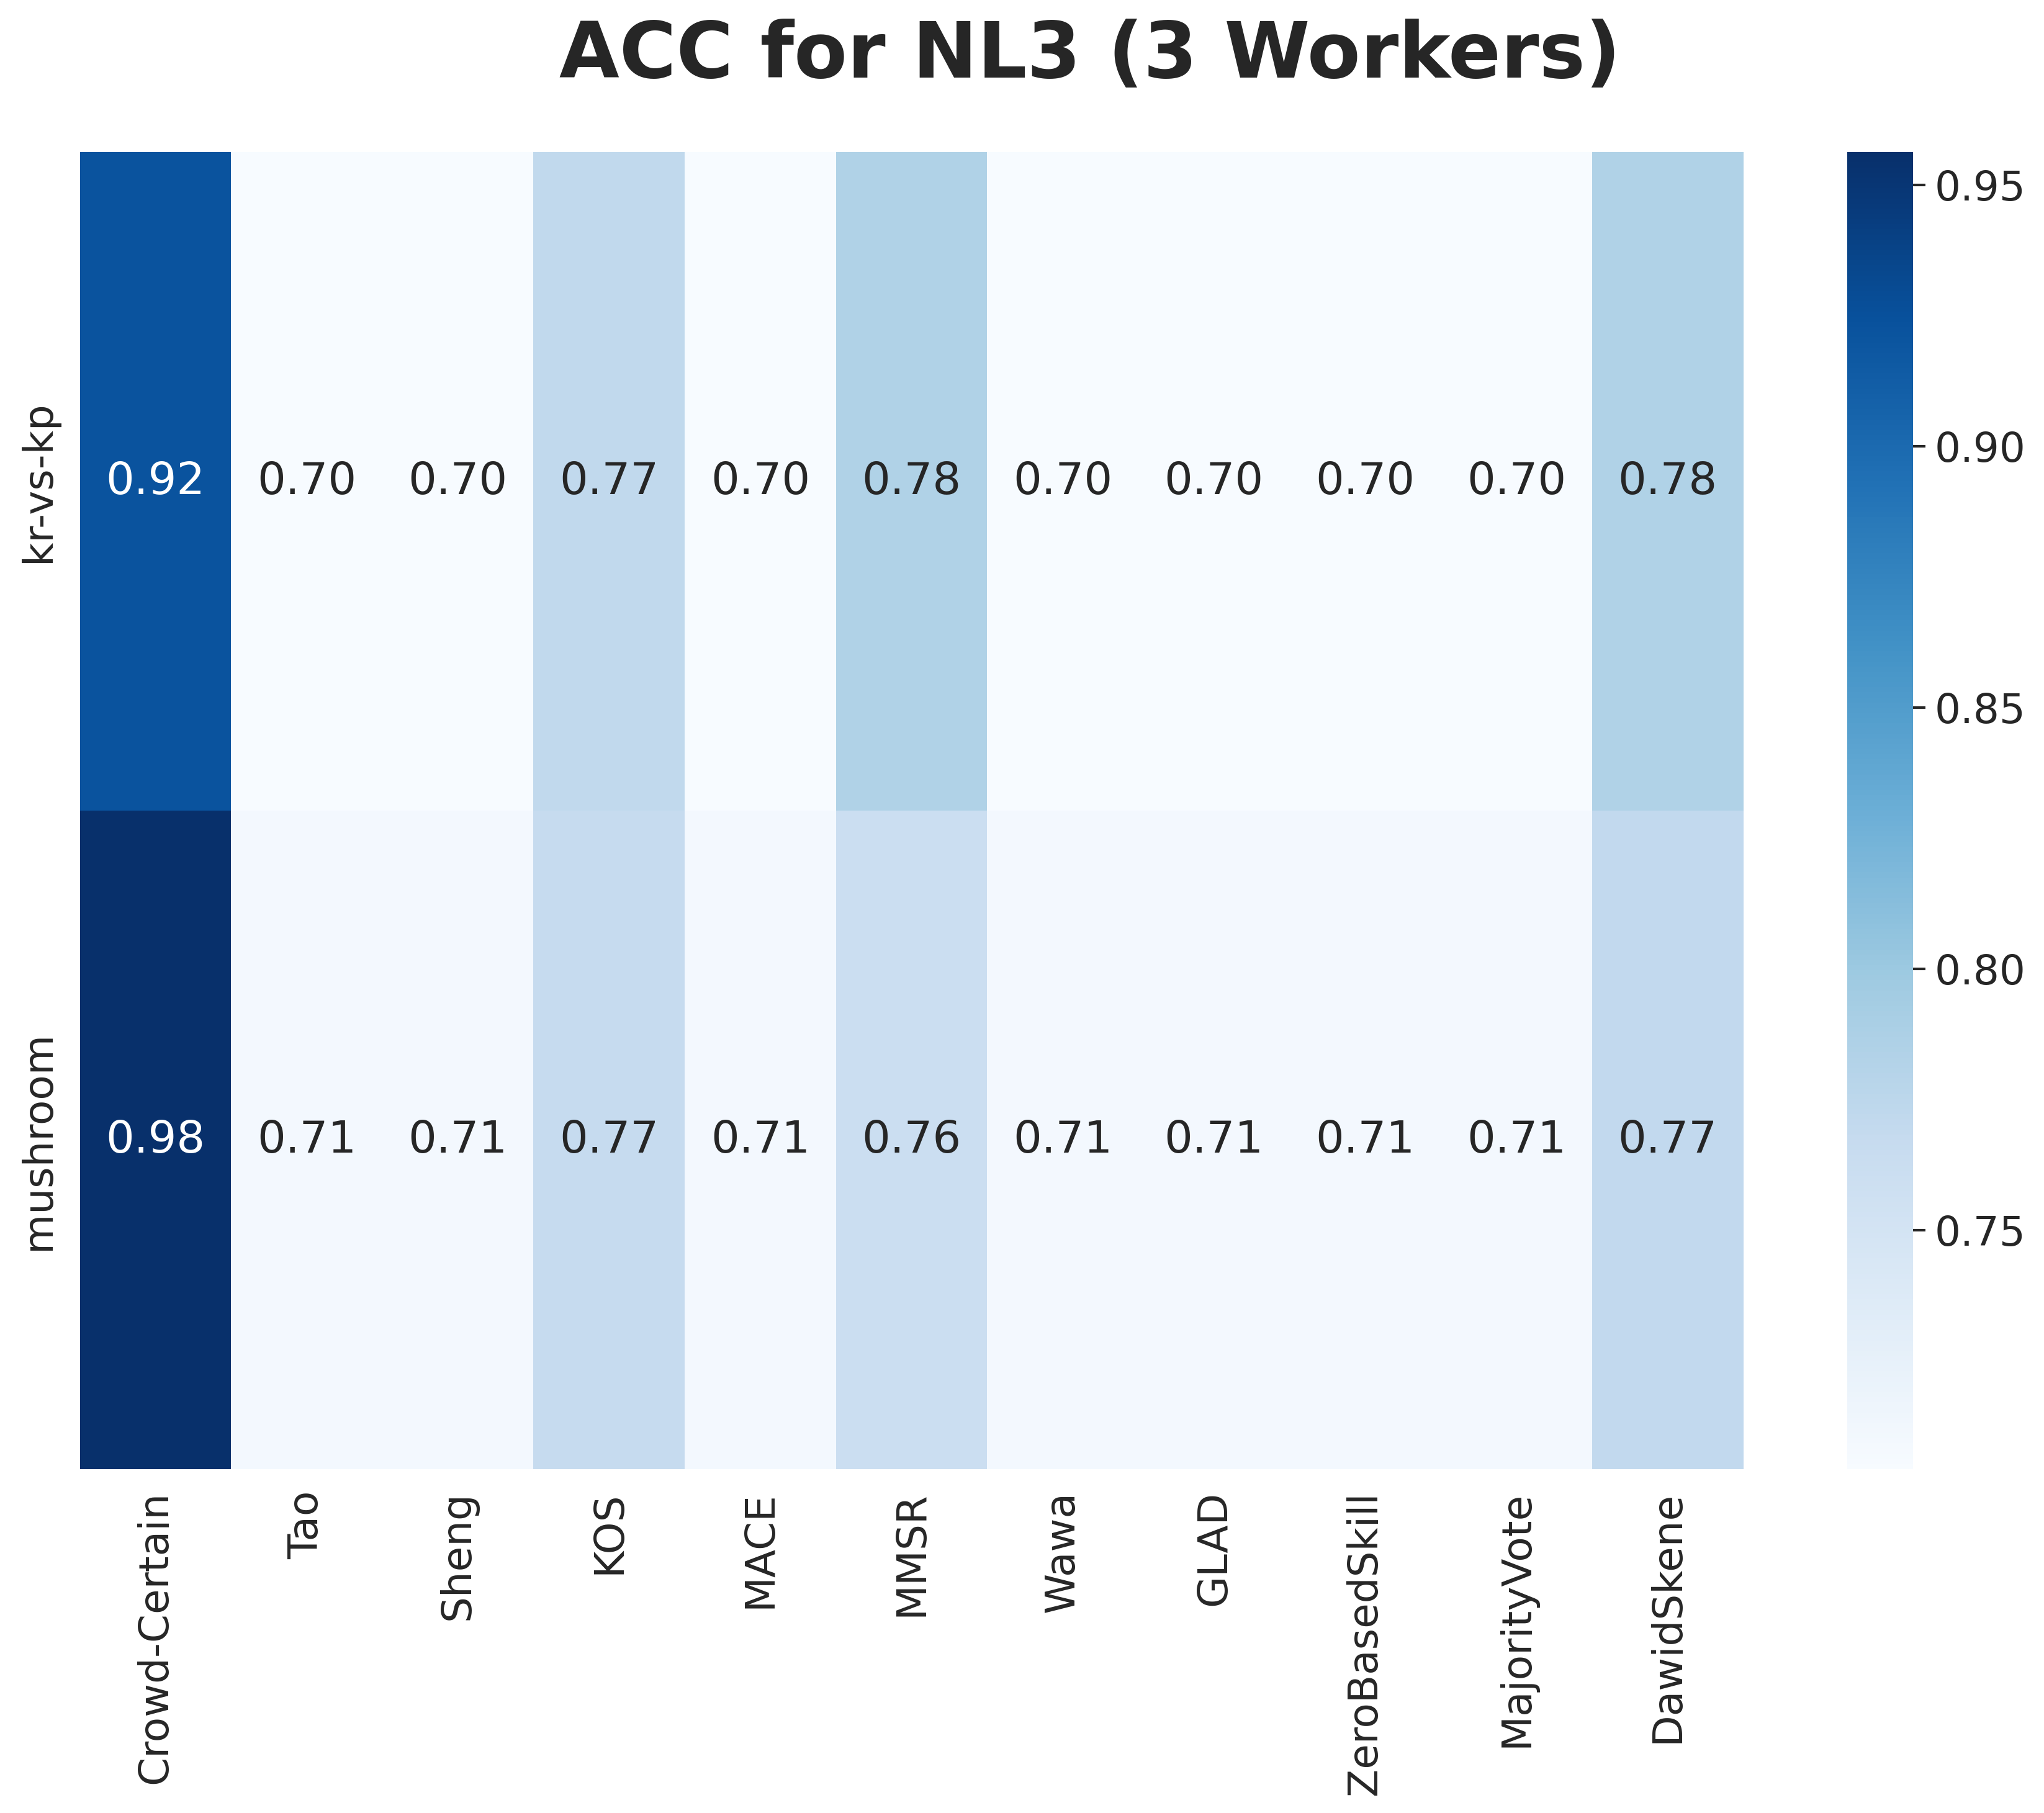 ACC for NL3 (3 Workers)
kr-vs-kp
0.92 0.70 0.70 0.77 0.70 0.78 0.70 0.70 0.70 0.70 0.78
mushroom
0.98 0.71 0.71 0.77 0.71 0.76 0.71 0.71 0.71 0.71 0.77
Crowd-Certain
Tao
Sheng
KOS
MACE
MMSR
Wawa
GLAD
ZeroBasedSkill
MajorityVote
DawidSkene
0.95
0.90
0.85
0.80
0.75